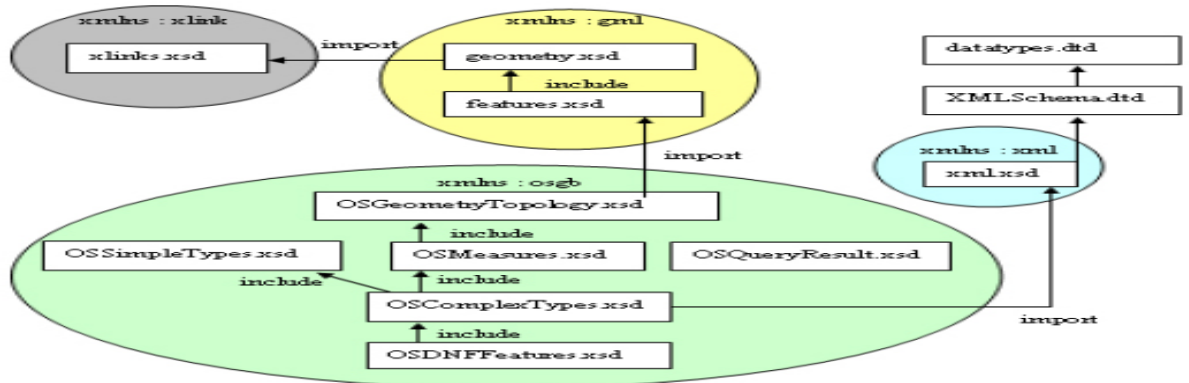 xmlns : xlink
xlinks.xsd
import
xmlns : gml
geometry.xsd
include
features.xsd
import
datatypes.dtd
XMLSchema.dtd
xmlns : xml
xml.xsd
xmlns : osgb
OSGeometryTopology.xsd
include
OSSimpleTypes.xsd
OSMeasures.xsd
OSQueryResult.xsd
include
include
OSComplexTypes.xsd
import
include
OSDNFFeatures.xsd